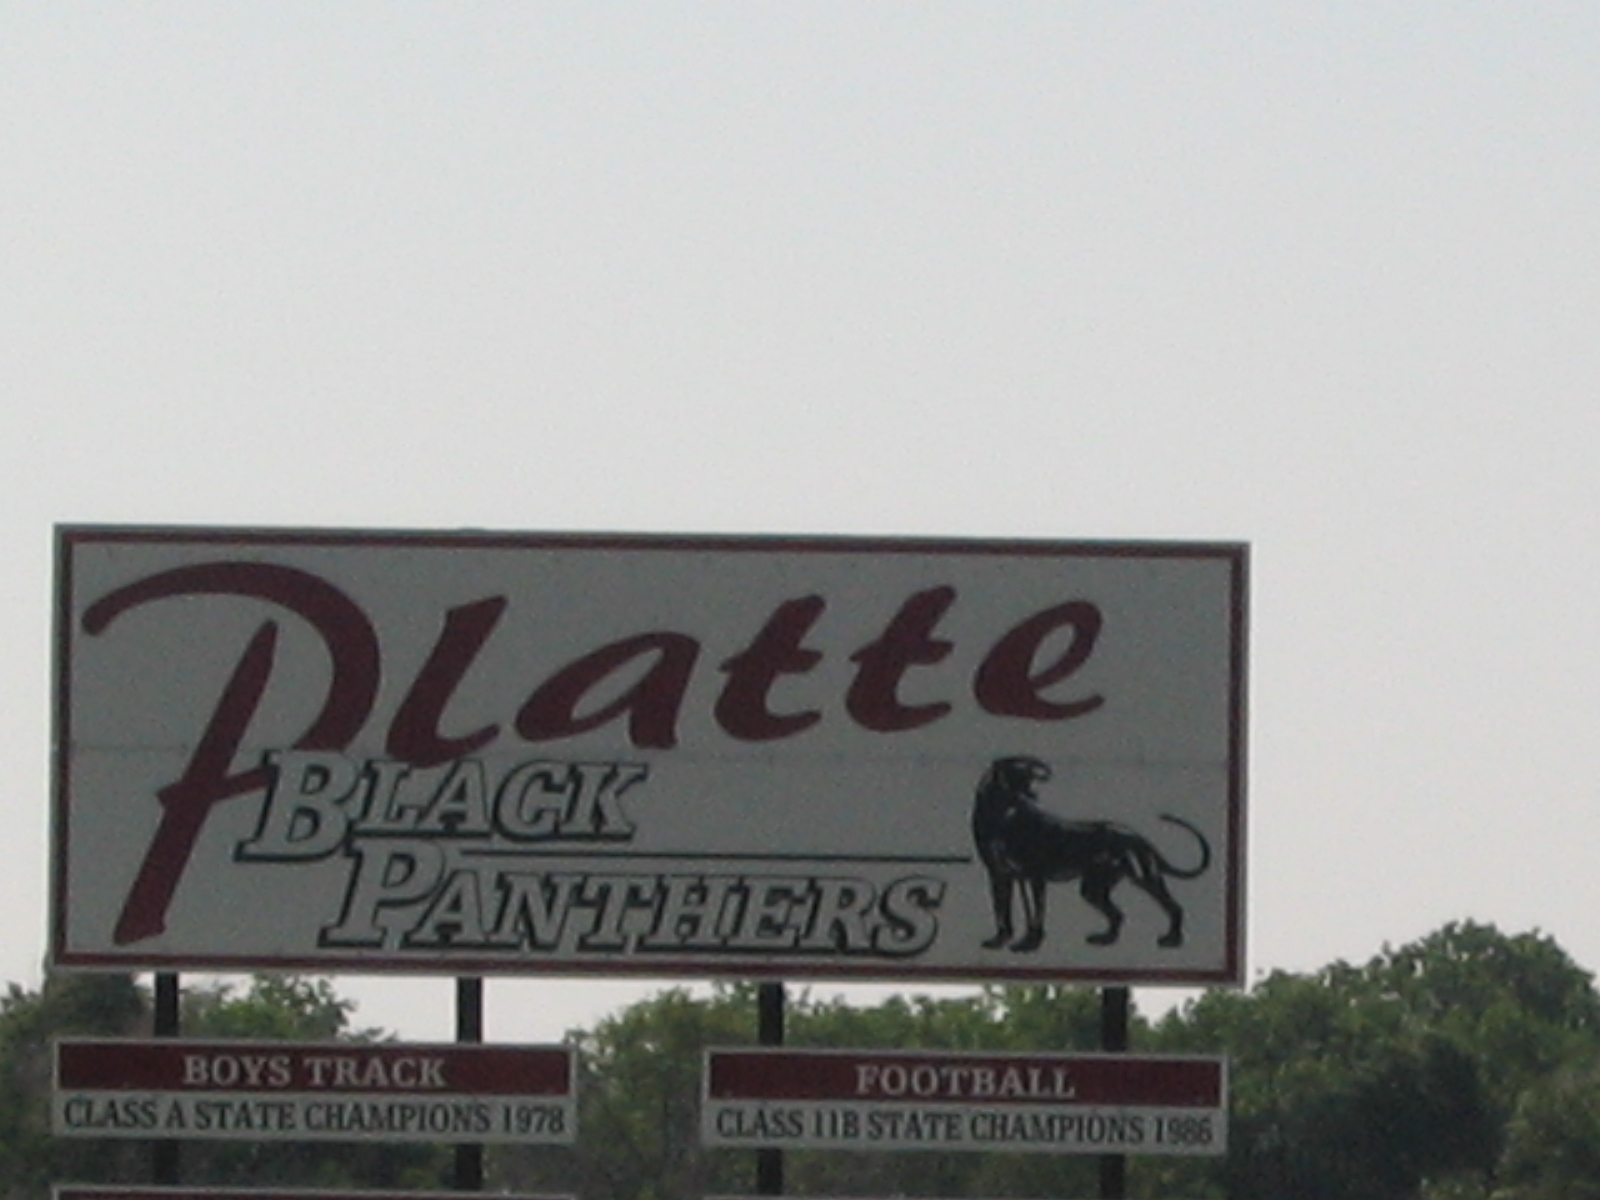 Platte
BLACK
PANTHERS
BOYS TRACK
CLASS A STATE CHAMPIONS 1978
FOOTBALL
CLASS 11B STATE CHAMPIONS 1986